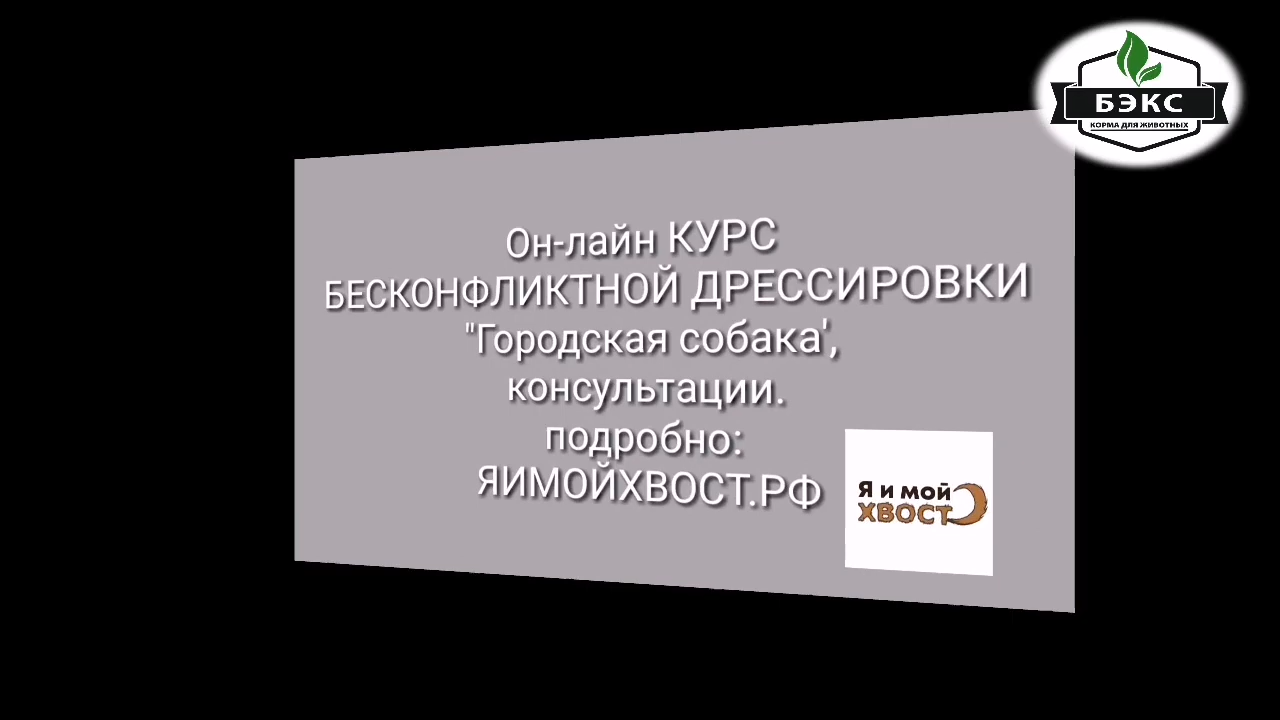 БЭКС
КОРМА ДЛЯ ЖИВОТНЫХ
Он-лайн КУРС
БЕСКОНФЛИКТНОЙ ДРЕССИРОВКИ
"Городская собака',
консультации.
подробно:
ЯИМОЙХВОСТ.РФ
Я и мой
ХВОСТ